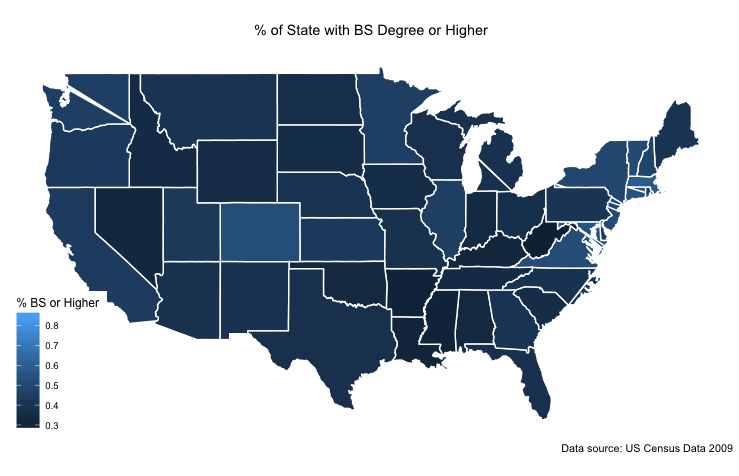 % of State with BS Degree or Higher
% BS or Higher
0.8
0.7
0.6
0.5
0.4
0.3
Data source: US Census Data 2009